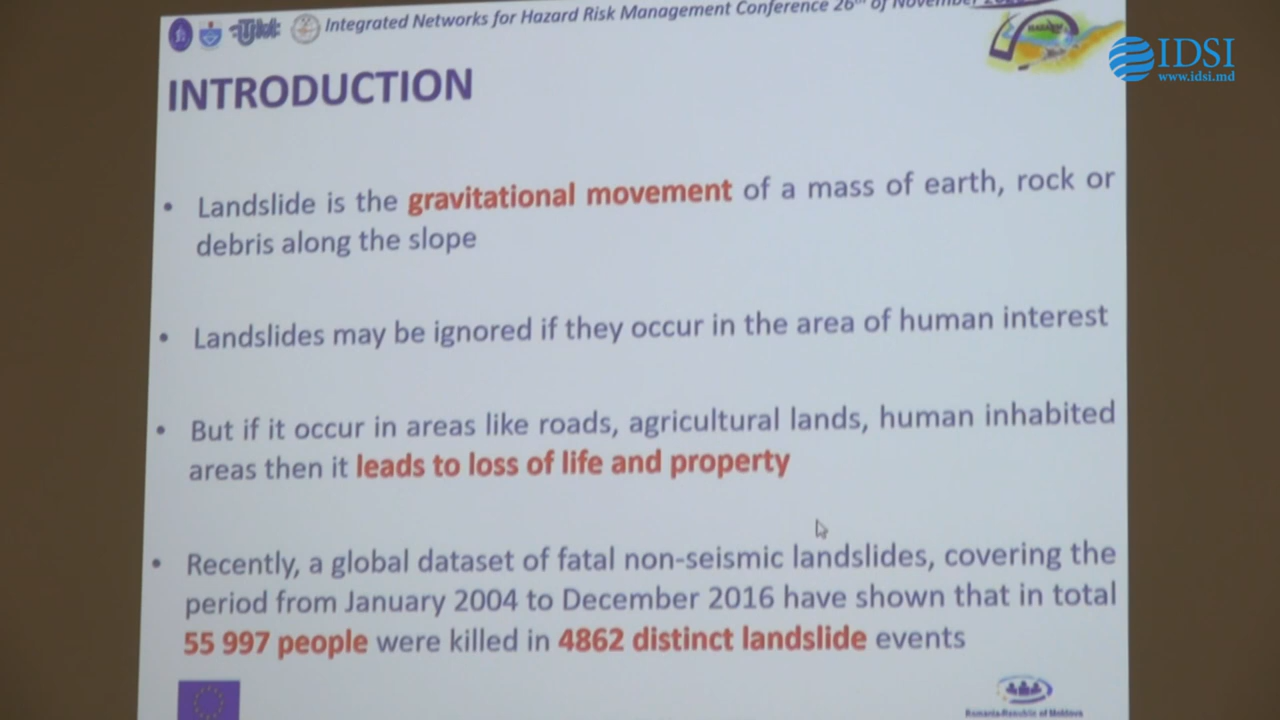 Integrated Networks for Hazard Risk Management Conference 26th of November
IDSI
www.idsi.md
INTRODUCTION
• Landslide is the gravitational movement of a mass of earth, rock or
debris along the slope
• Landslides may be ignored if they occur in the area of human interest
• But if it occur in areas like roads, agricultural lands, human inhabited
areas then it leads to loss of life and property
• Recently, a global dataset of fatal non-seismic landslides, covering the
period from January 2004 to December 2016 have shown that in total
55 997 people were killed in 4862 distinct landslide events
Romania-Republic of Moldova